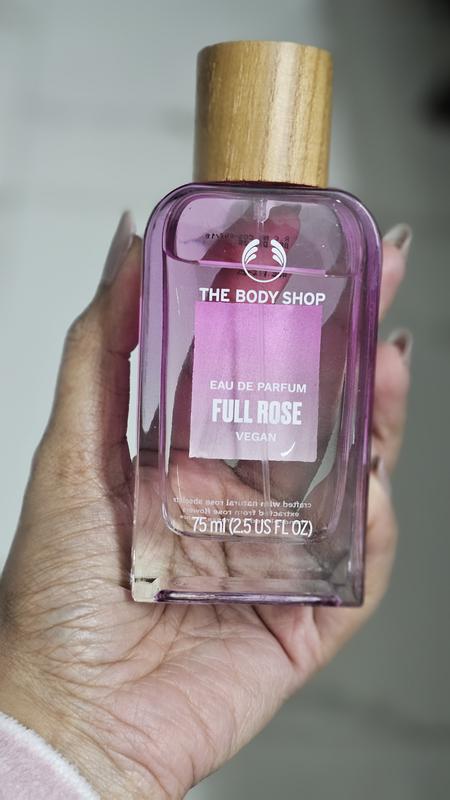 THE BODY SHOP
EAU DE PARFUM
FULL ROSE
VEGAN
crafted with natural rose absolute
extracted from rose flowers
75 ml (2.5 US FL OZ)